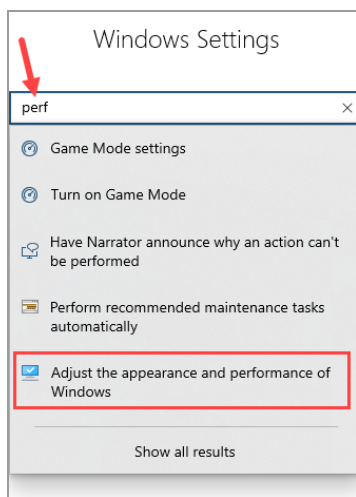 Windows Settings
perf
Game Mode settings
Turn on Game Mode
Have Narrator announce why an action can't
be performed
Perform recommended maintenance tasks
automatically
Adjust the appearance and performance of
Windows
Show all results